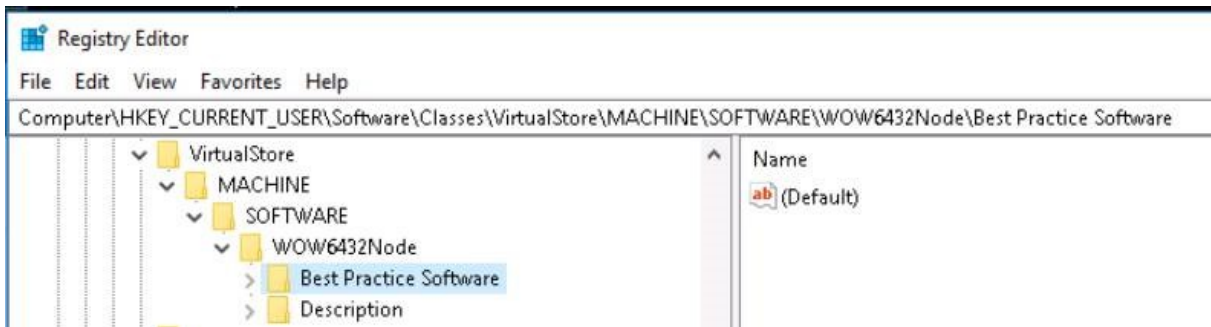 Registry Editor
File Edit View Favorites Help
Computer\HKEY_CURRENT_USER\Software\Classes\VirtualStore\MACHINE\SOFTWARE\WOW6432Node\Best Practice Software
VirtualStore
MACHINE
SOFTWARE
WOW6432Node
Best Practice Software
Description
Name
ab (Default)